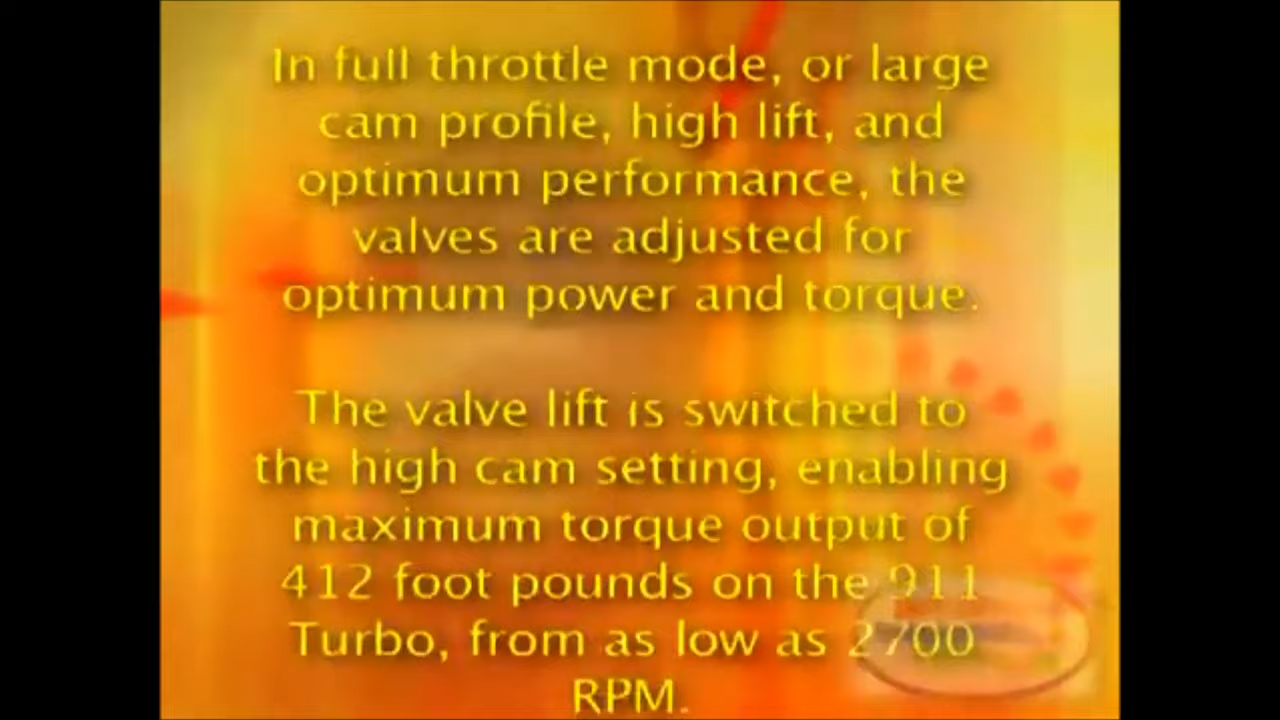 In full throttle mode, or large
cam profile, high lift, and
optimum performance, the
valves are adjusted for
optimum power and torque.
The valve lift is switched to
the high cam setting, enabling
maximum torque output of
412 foot pounds on the 911
Turbo, from as low as 2700
RPM.